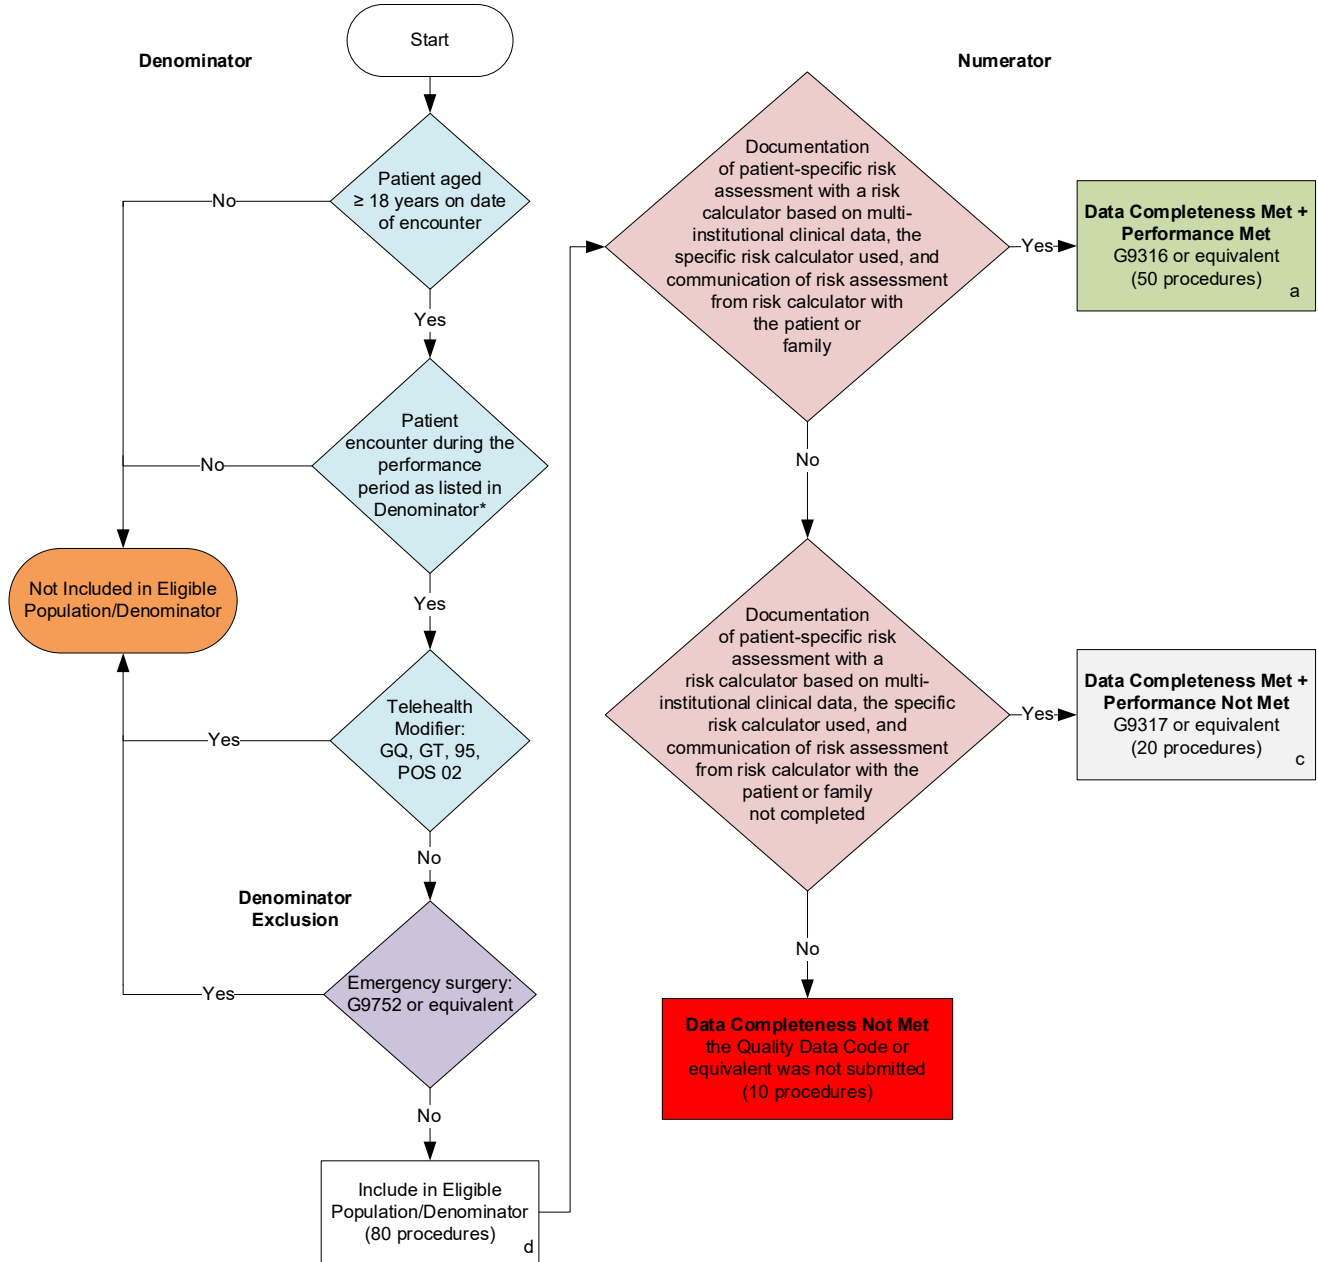 Start
Denominator
Patient aged
≥ 18 years on date
of encounter
No
Yes
Patient
encounter during the
performance
period as listed in
Denominator*
No
Not Included in Eligible
Population/Denominator
Yes
Telehealth
Modifier:
GQ, GT, 95,
POS 02
Yes
No
Denominator
Exclusion
Emergency surgery:
G9752 or equivalent
Yes
No
Include in Eligible
Population/Denominator
(80 procedures)
d
Numerator
Documentation
of patient-specific risk
assessment with a risk
calculator based on multi-
institutional clinical data, the
specific risk calculator used, and
communication of risk assessment
from risk calculator with
the patient or
family
Yes
Data Completeness Met +
Performance Met
G9316 or equivalent
(50 procedures)
a
No
Documentation
of patient-specific risk
assessment with a
risk calculator based on multi-
institutional clinical data, the specific
risk calculator used, and
communication of risk assessment
from risk calculator with the
patient or family
not completed
Yes
Data Completeness Met +
Performance Not Met
G9317 or equivalent
(20 procedures)
c
No
Data Completeness Not Met
the Quality Data Code or
equivalent was not submitted
(10 procedures)